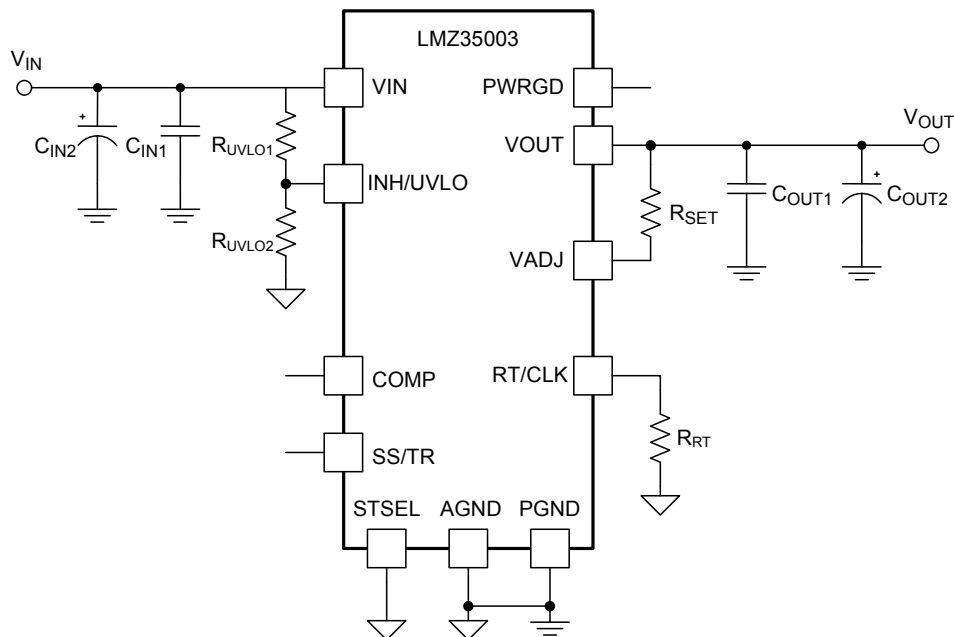 LMZ35003
VIN
VIN
PWRGD
VOUT
VOUT
+
CIN2
CIN1
RUVLO1
INH/UVLO
RSET
COUT1
+
COUT2
RUVLO2
VADJ
COMP
RT/CLK
RRT
SS/TR
STSEL
AGND
PGND